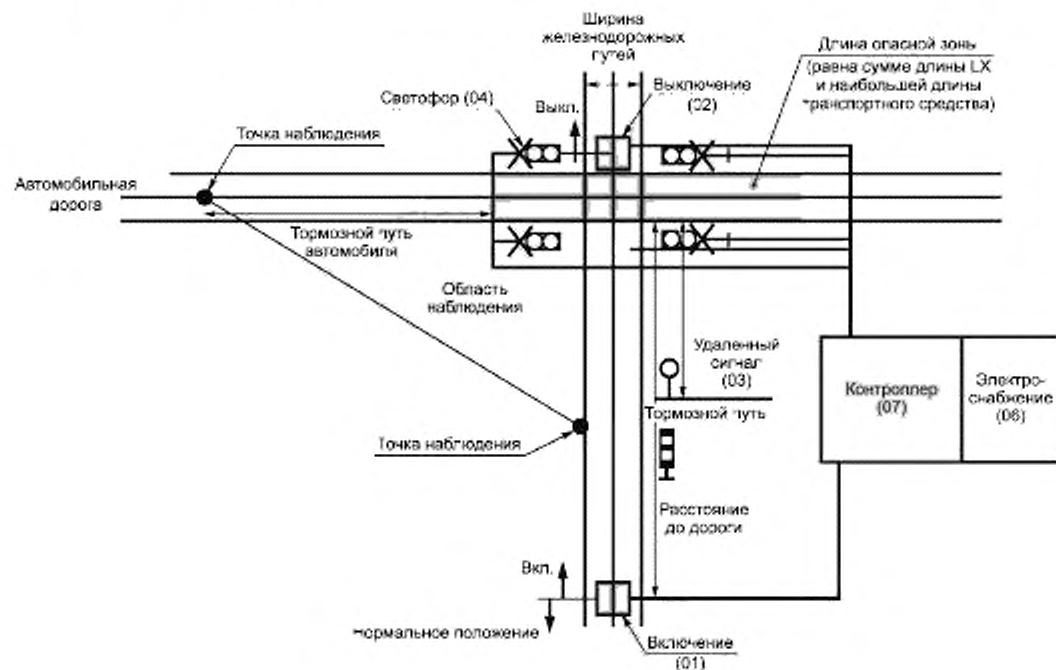 Ширина
железнодорожных
путей
Длина опасной зоны
(равна сумме длины LX
и наибольшей длины
транспортного средства)
Выключение
(02)
Светофор (04)
Выкл.
Точка наблюдения
Автомобильная
дорога
Тормозной путь
автомобиля
Область
наблюдения
Удаленный
сигнал
(03)
Контроллер
(07)
Электро-
снабжение
(06)
Тормозной путь
Точка наблюдения
Расстояние
до дороги
Вкл.
Нормальное положение
Включение
(01)